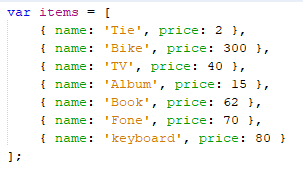 var items = [
    { name: 'Tie', price: 2 },
    { name: 'Bike', price: 300 },
    { name: 'TV', price: 40 },
    { name: 'Album', price: 15 },
    { name: 'Book', price: 62 },
    { name: 'Fone', price: 70 },
    { name: 'keyboard', price: 80 }
];